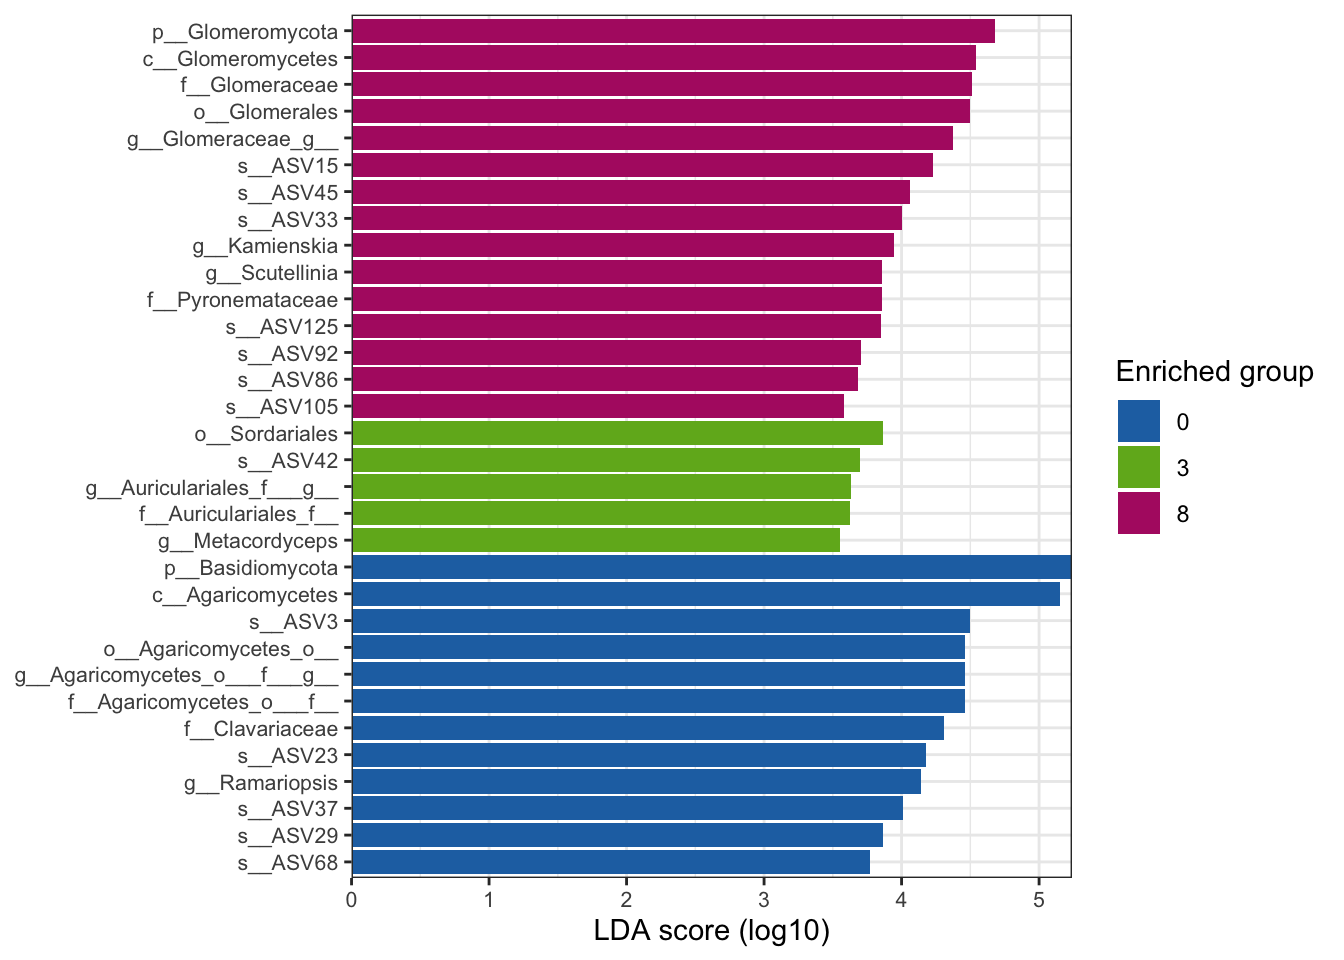 p__Glomeromycota
c__Glomeromycetes
f__Glomeraceae
o__Glomerales
g__Glomeraceae_g__
s__ASV15
s__ASV45
s__ASV33
g__Kamienskia
g__Scutellinia
f__Pyronemataceae
s__ASV125
s__ASV92
s__ASV86
s__ASV105
o__Sordariales
s__ASV42
g__Auriculariales_f___g__
f__Auriculariales_f__
g__Metacordyceps
p__Basidiomycota
c__Agaricomycetes
s__ASV3
o__Agaricomycetes_o__
g__Agaricomycetes_o___f___g__
f__Agaricomycetes_o___f__
f__Clavariaceae
s__ASV23
g__Ramariopsis
s__ASV37
s__ASV29
s__ASV68
0 1 2 3 4 5
LDA score (log10)
Enriched group
0
3
8